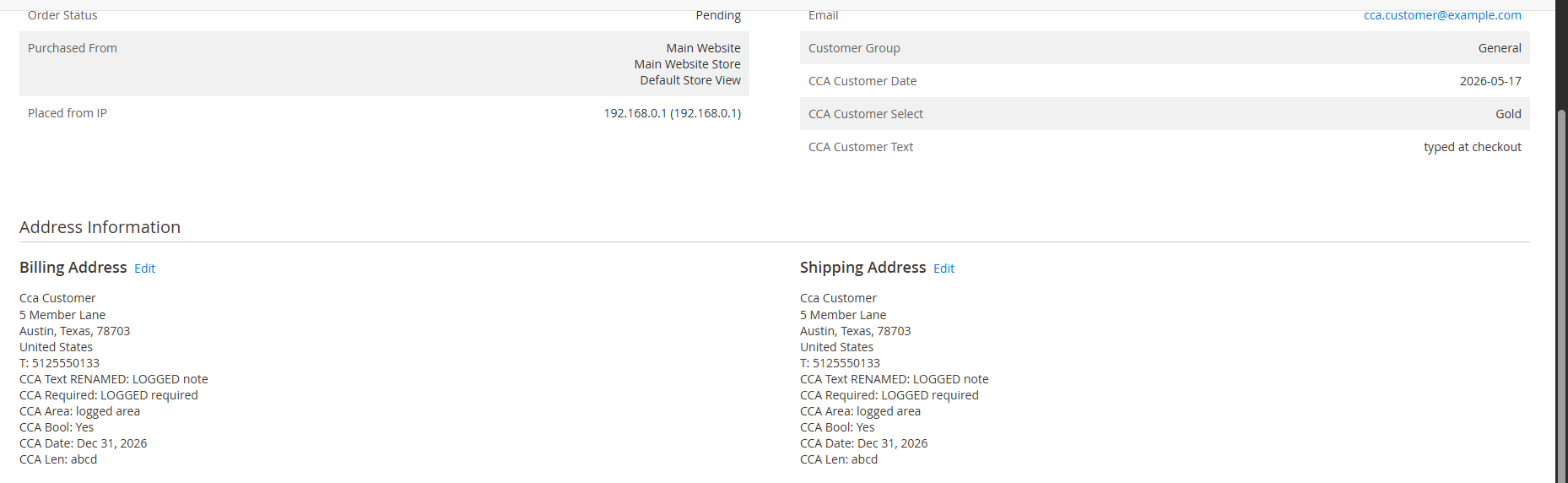 Order Status Pending
Purchased From Main Website
Main Website Store
Default Store View
Placed from IP 192.168.0.1 (192.168.0.1)
Email cca.customer@example.com
Customer Group General
CCA Customer Date 2026-05-17
CCA Customer Select Gold
CCA Customer Text typed at checkout
Address Information
Billing Address Edit
Cca Customer
5 Member Lane
Austin, Texas, 78703
United States
T: 5125550133
CCA Text RENAMED: LOGGED note
CCA Required: LOGGED required
CCA Area: logged area
CCA Bool: Yes
CCA Date: Dec 31, 2026
CCA Len: abcd
Shipping Address Edit
Cca Customer
5 Member Lane
Austin, Texas, 78703
United States
T: 5125550133
CCA Text RENAMED: LOGGED note
CCA Required: LOGGED required
CCA Area: logged area
CCA Bool: Yes
CCA Date: Dec 31, 2026
CCA Len: abcd